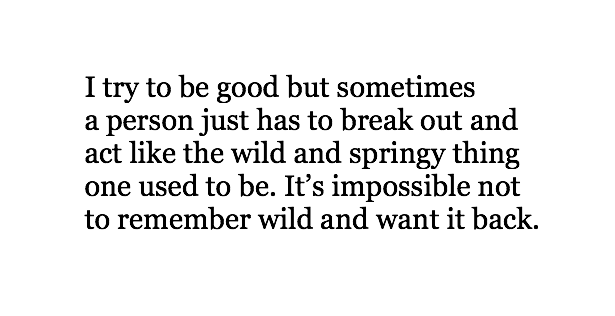 I try to be good but sometimes
a person just has to break out and
act like the wild and springy thing
one used to be. It’s impossible not
to remember wild and want it back.